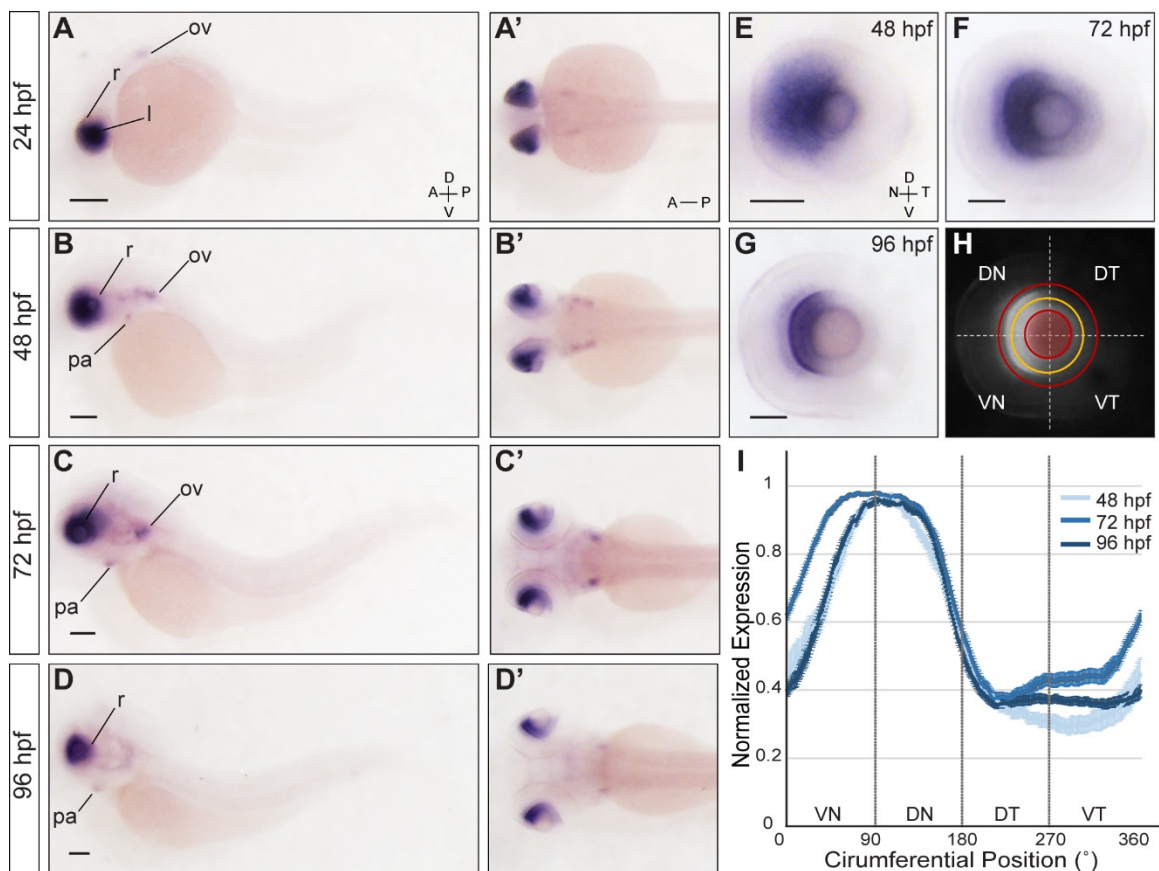 24 hpf
A
ov
r
l
D
A P
V
A'
A — P
E
48 hpf
D
N T
V
F
72 hpf
48 hpf
B
r
ov
pa
B'
G
96 hpf
H
DN
DT
VN
VT
72 hpf
C
r
ov
pa
C'
96 hpf
D
r
pa
D'
I
Normalized Expression
1
0.8
0.6
0.4
0.2
0
48 hpf
72 hpf
96 hpf
VN
DN
DT
VT
0
90
180
270
360
Cirumferential Position (°)